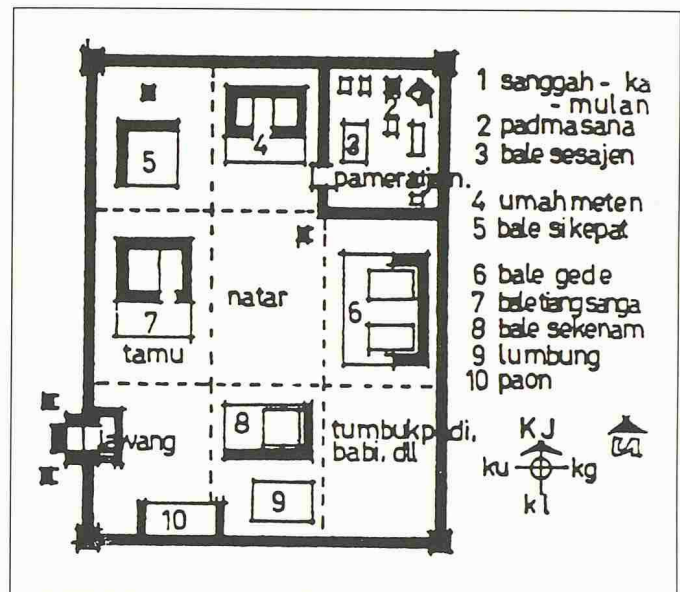 1 sanggah - ka
- mulan
2 padmasana
3 bale sesajen
4 umah meten
5 bale sikepat
6 bale gede
7 bale tiang sanga
8 bale sekenam
9 lumbung
10 paon
2
3
4
5
pamerajan.
natar
6
7
tamu
8
tumbuk padi,
babi, dll
lawang
9
10
KJ
ku
kg
kl